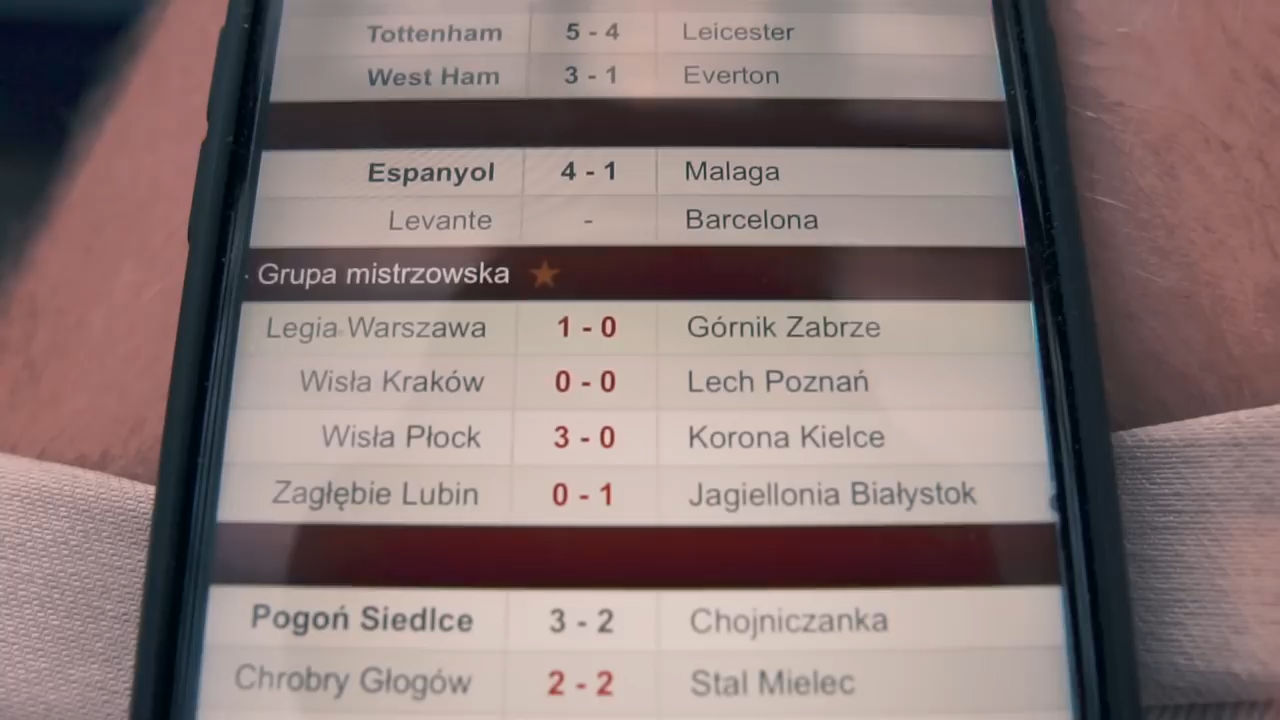 Tottenham 5 - 4 Leicester
West Ham 3 - 1 Everton
Espanyol 4 - 1 Malaga
Levante - Barcelona
Grupa mistrzowska
Legia Warszawa 1 - 0 Górnik Zabrze
Wisła Kraków 0 - 0 Lech Poznań
Wisła Płock 3 - 0 Korona Kielce
Zagłębie Lubin 0 - 1 Jagiellonia Białystok
Pogoń Siedlce 3 - 2 Chojniczanka
Chrobry Głogów 2 - 2 Stal Mielec